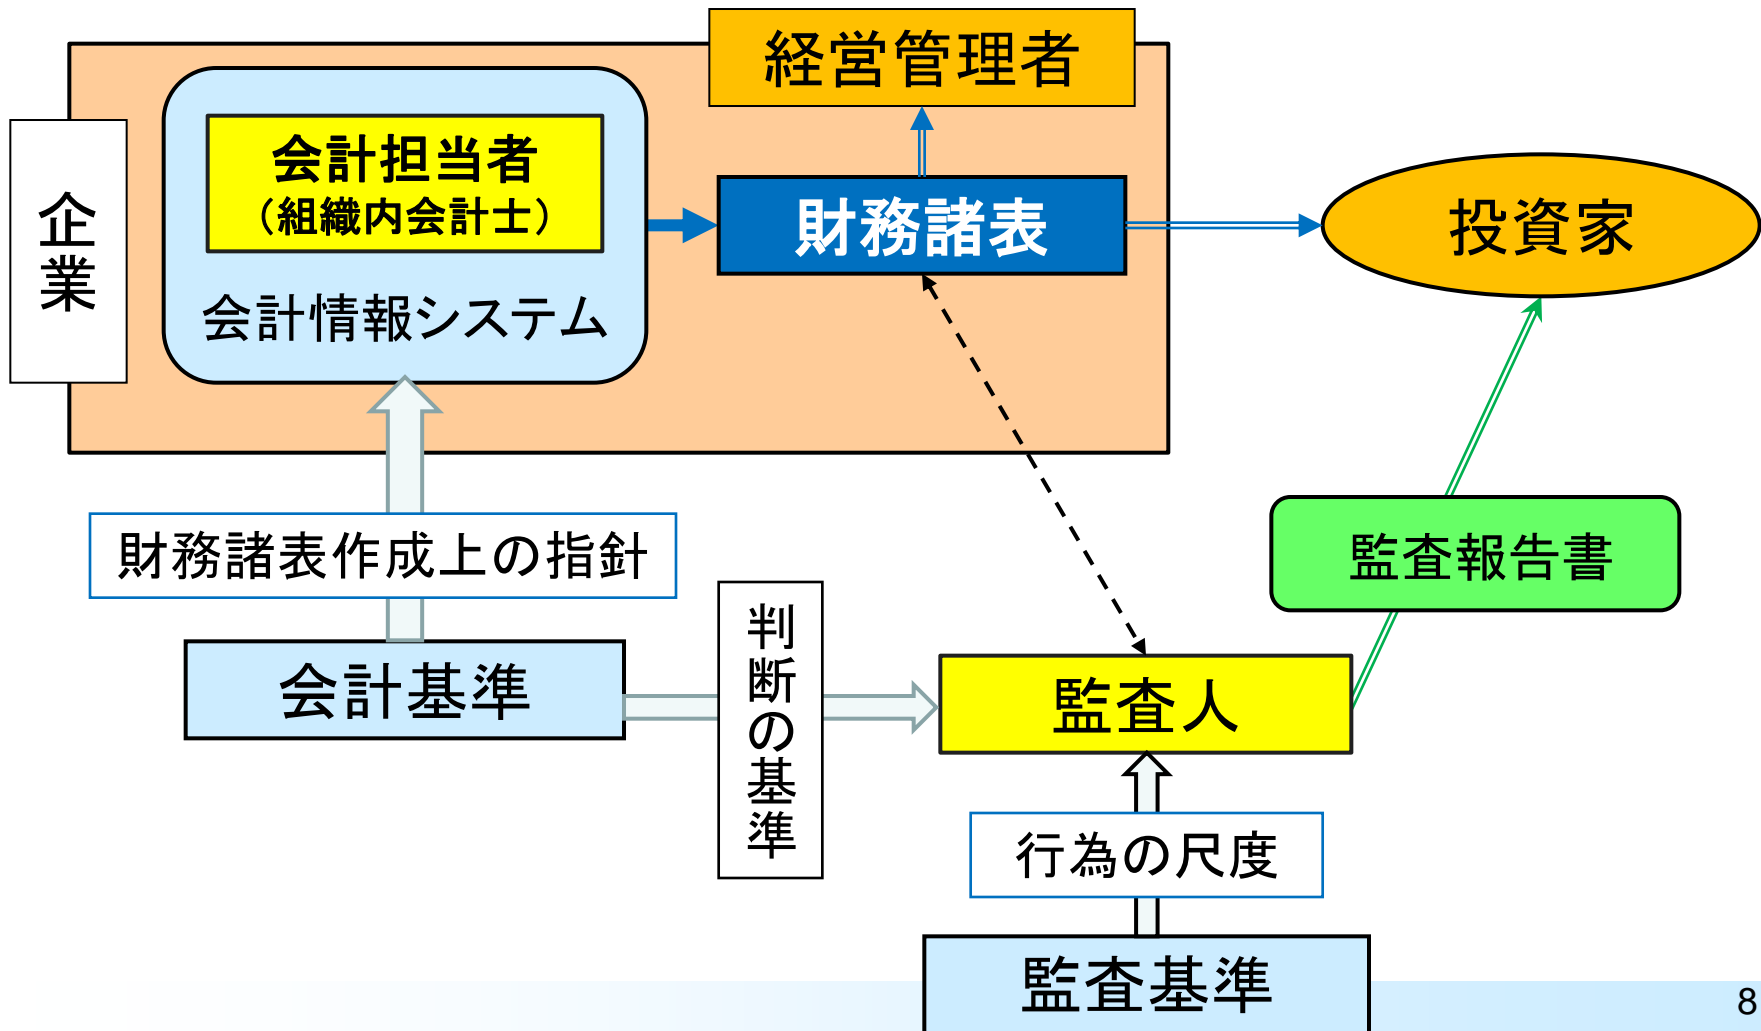 経営管理者
企業
会計担当者
（組織内会計士）
会計情報システム
財務諸表
投資家
財務諸表作成上の指針
監査報告書
判断の基準
会計基準
監査人
行為の尺度
監査基準
8